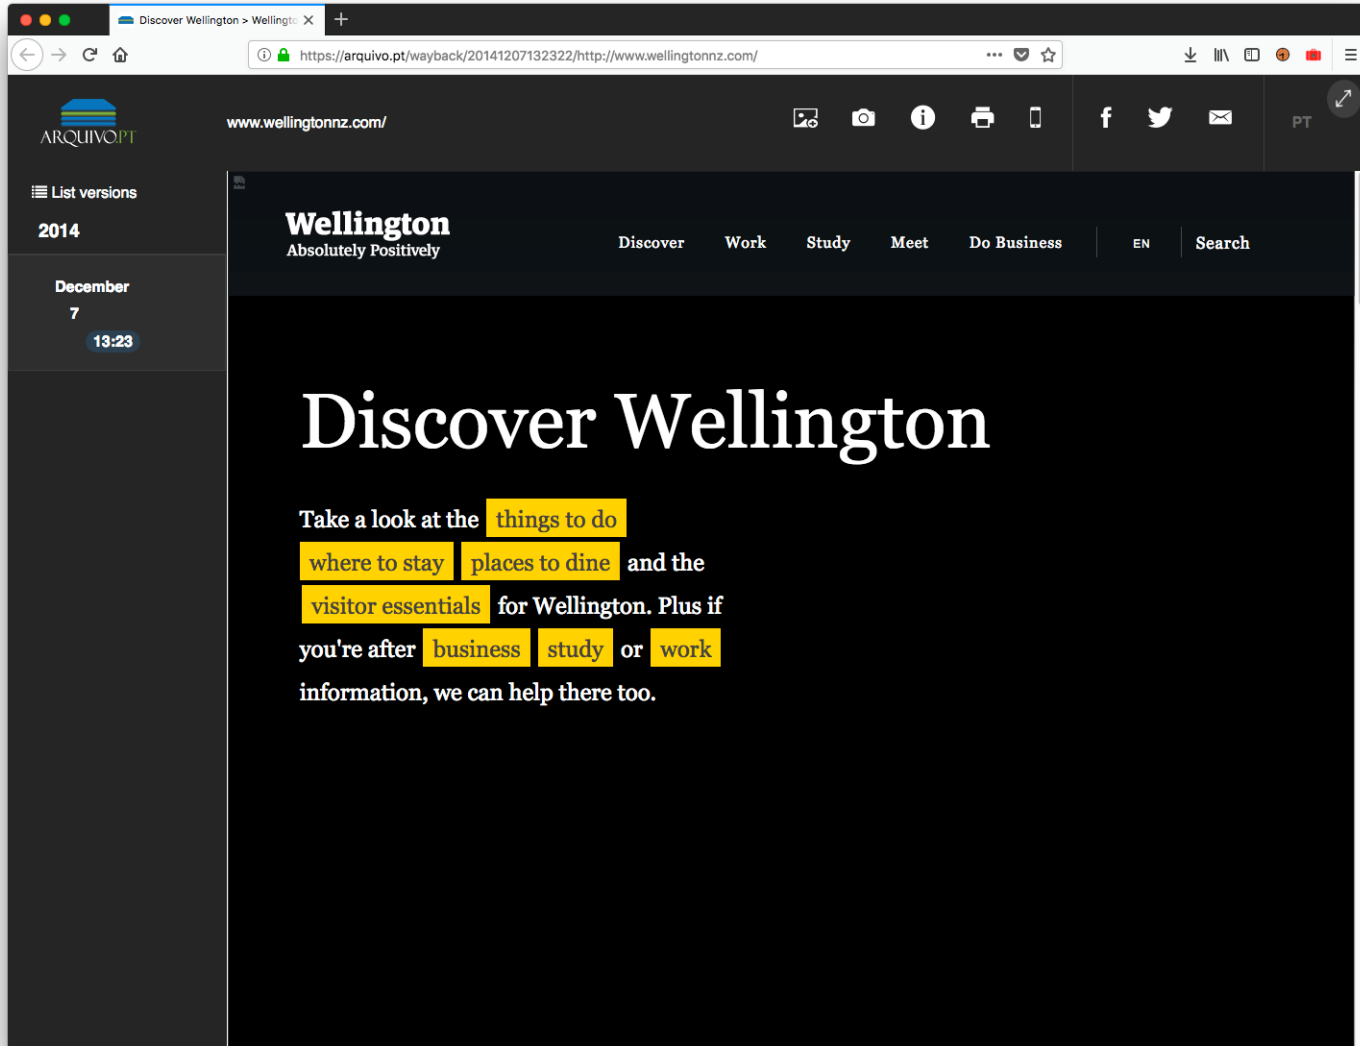 Discover Wellington > Wellingto
https://arquivo.pt/wayback/20141207132322/http://www.wellingtonnz.com/
ARQUIVO.PT
www.wellingtonnz.com/
PT
List versions
2014
December
7
13:23
Wellington
Absolutely Positively
Discover Work Study Meet Do Business EN Search
Discover Wellington
Take a look at the things to do
where to stay places to dine and the
visitor essentials for Wellington. Plus if
you're after business study or work
information, we can help there too.